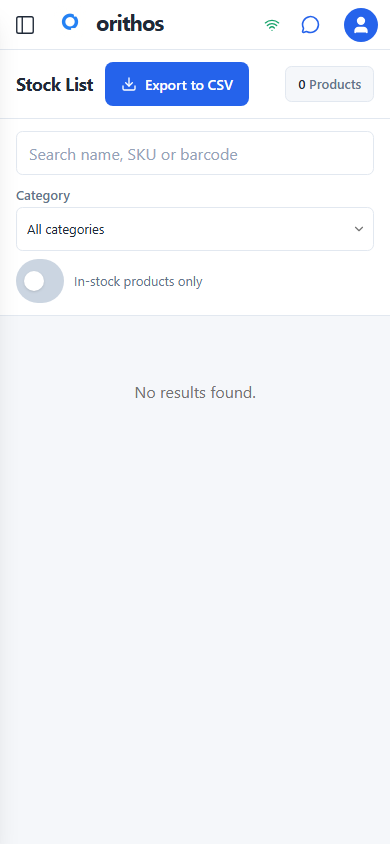 orithos
Stock List
Export to CSV
0 Products
Search name, SKU or barcode
Category
All categories
In-stock products only
No results found.